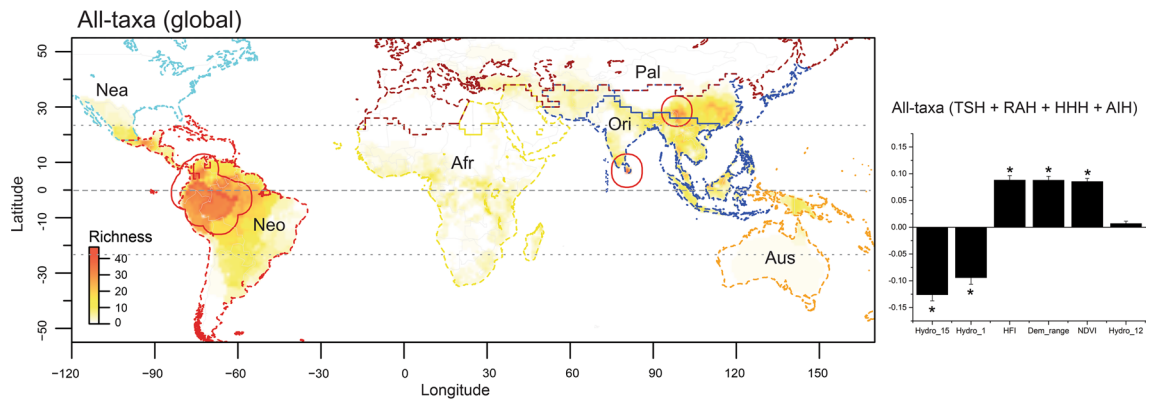 All-taxa (global)
Latitude
50
30
10
0
−10
−30
−50
Nea
Pal
Ori
Afr
Neo
Aus
Richness
40
30
20
10
0
−120
−90
−60
−30
0
30
60
90
120
150
Longitude
All-taxa (TSH + RAH + HHH + AIH)
0.15
0.10
0.05
0.00
-0.05
-0.10
-0.15
* * *
* *
Hydro_15 Hydro_1 HFI Dem_range NDVI Hydro_12